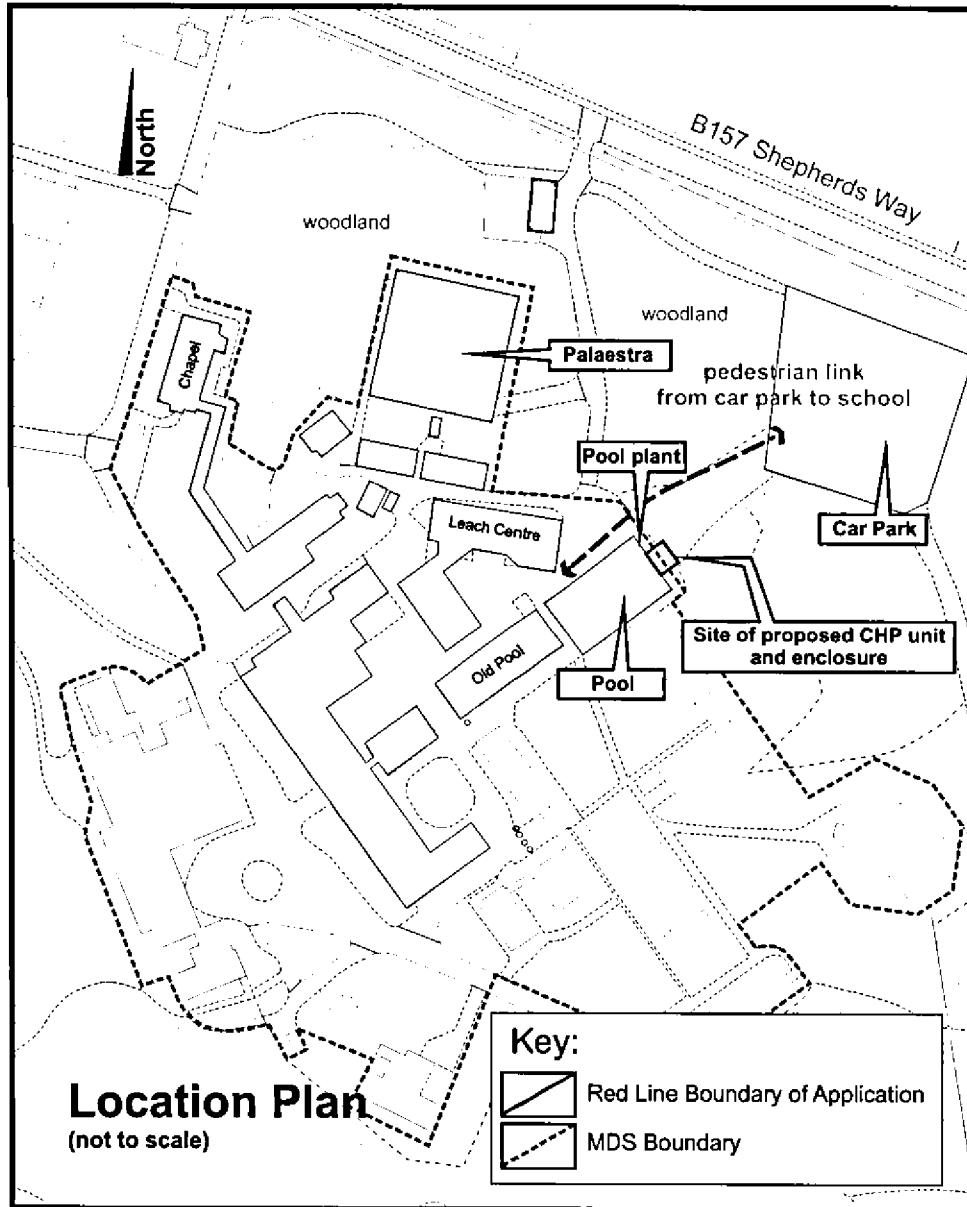 North
B157 Shepherds Way
woodland
woodland
Chapel
Palaestra
pedestrian link
from car park to school
Pool plant
Leach Centre
Car Park
Site of proposed CHP unit
and enclosure
Old Pool
Pool
Key:
Red Line Boundary of Application
MDS Boundary
Location Plan
(not to scale)